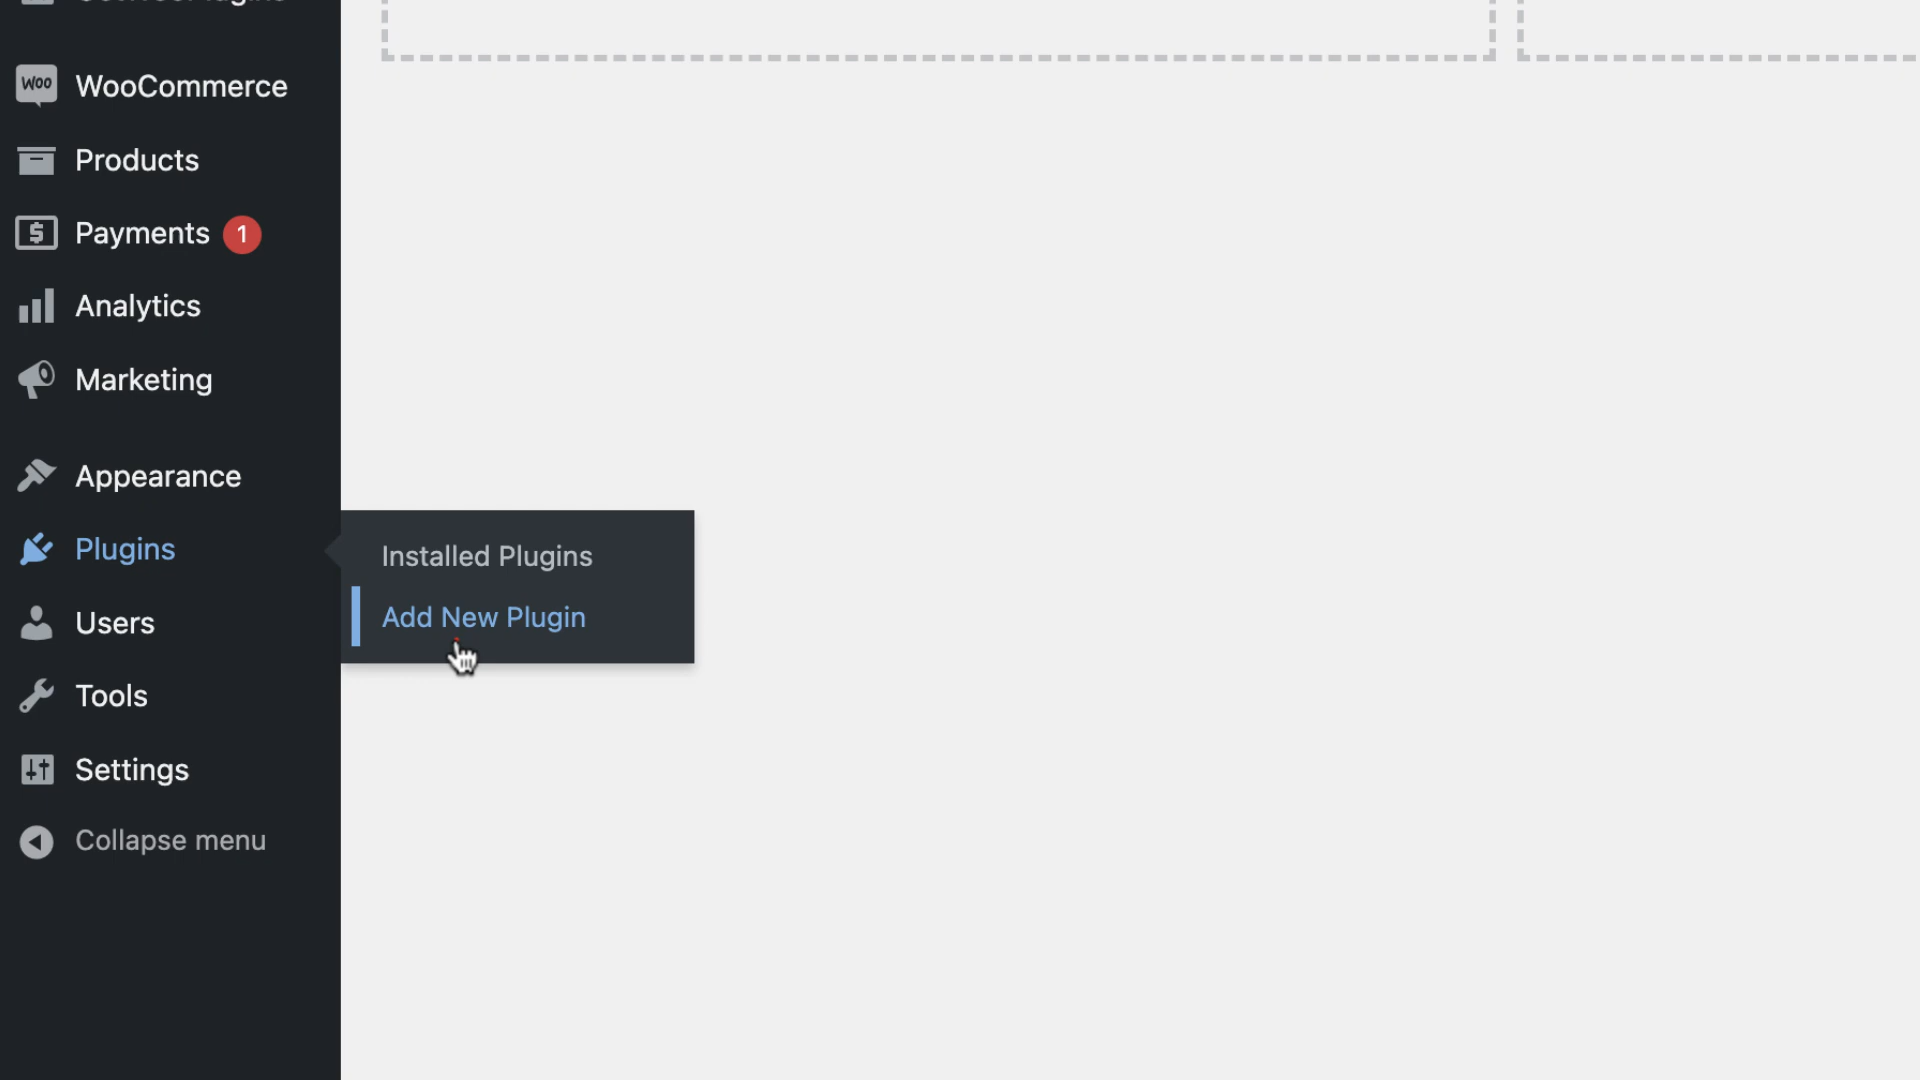 WooCommerce
Products
Payments 1
Analytics
Marketing
Appearance
Plugins
Installed Plugins
Add New Plugin
Users
Tools
Settings
Collapse menu